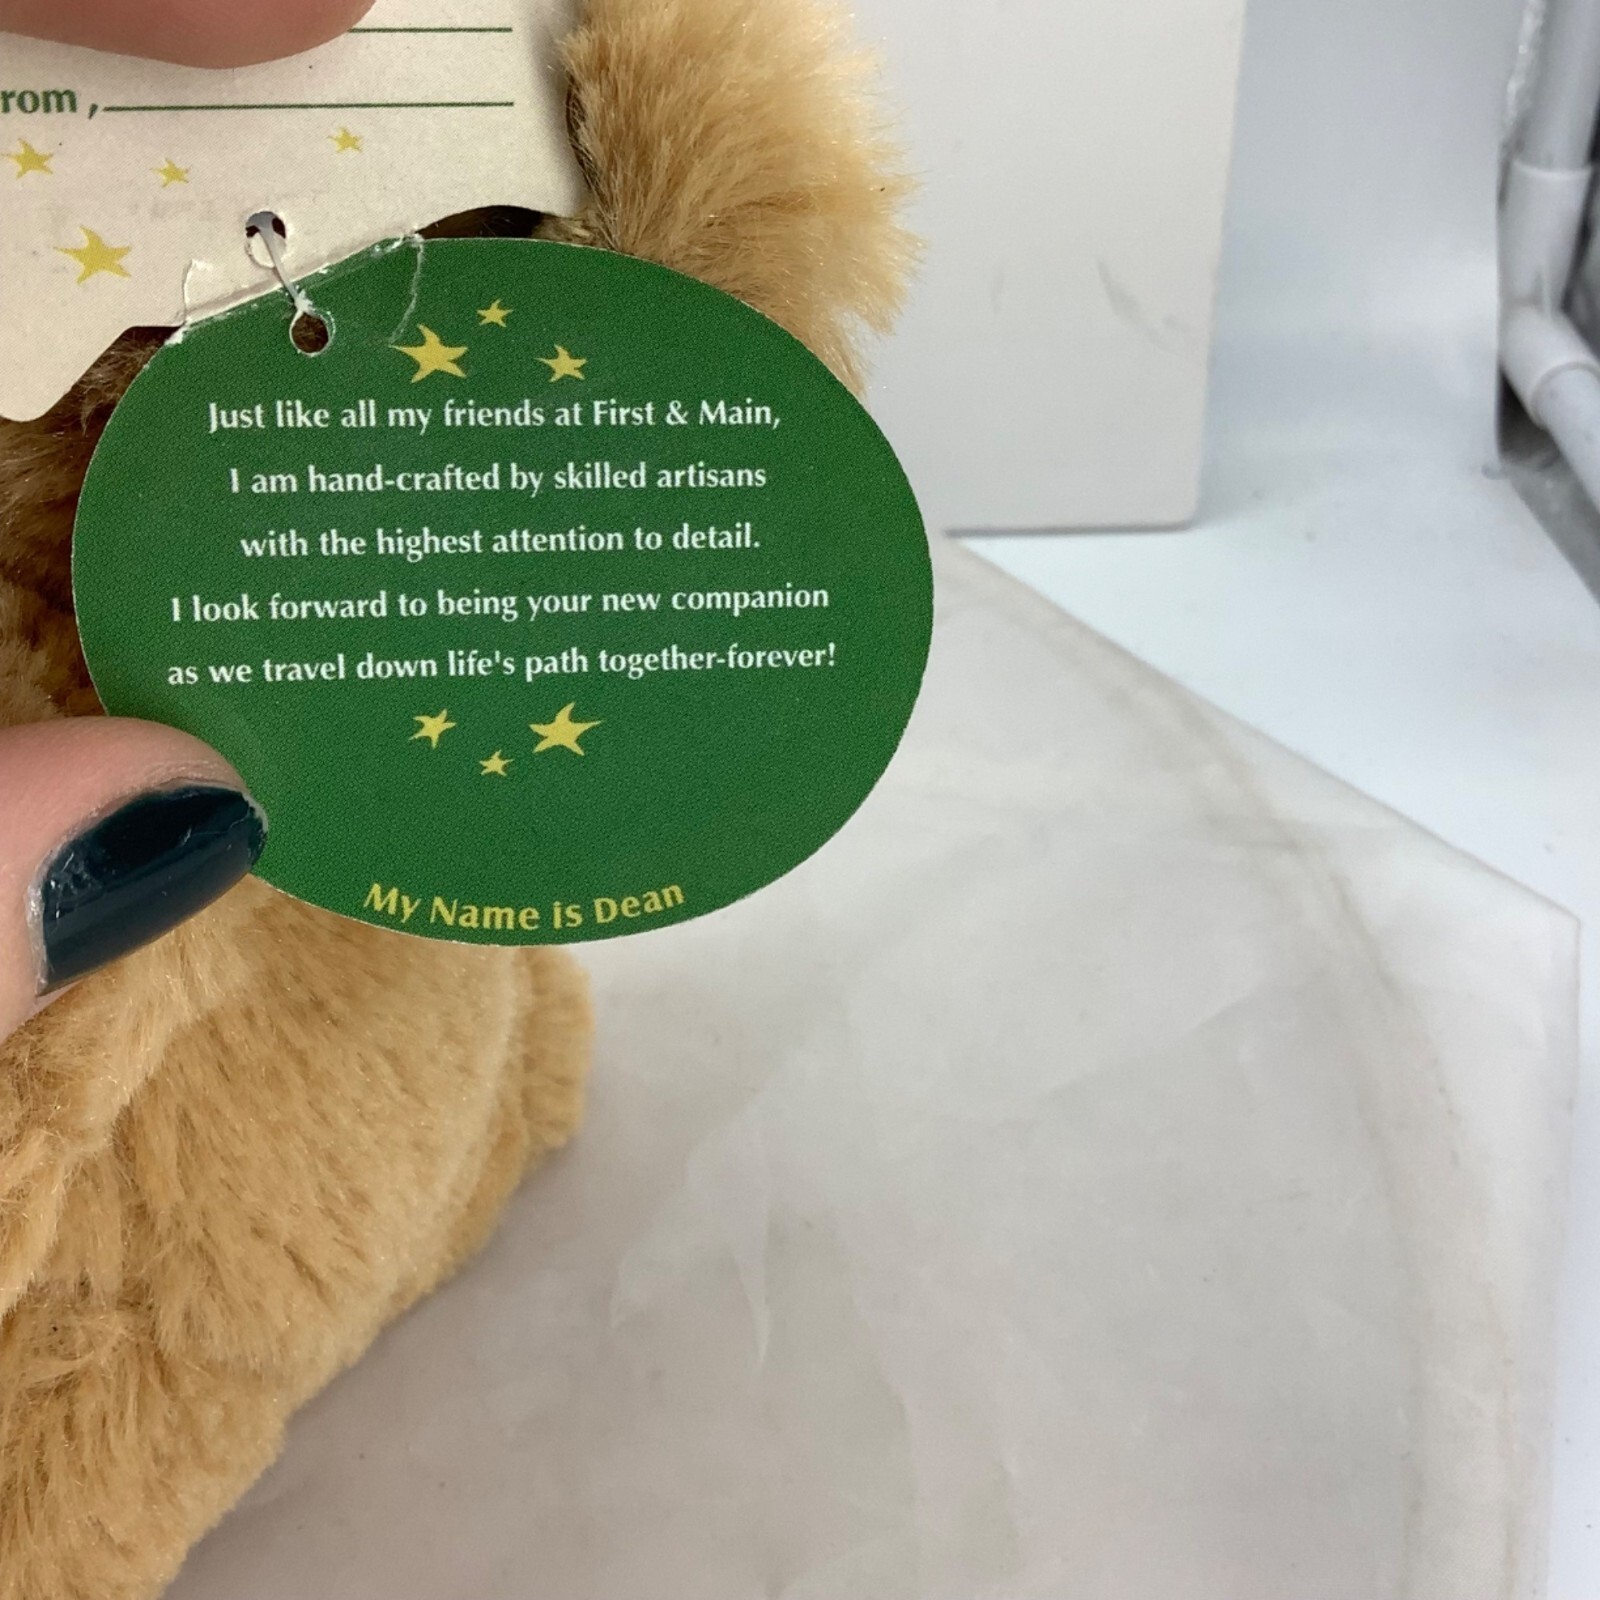 rom,
Just like all my friends at First & Main,
I am hand-crafted by skilled artisans
with the highest attention to detail.
I look forward to being your new companion
as we travel down life's path together-forever!
My Name is Dean